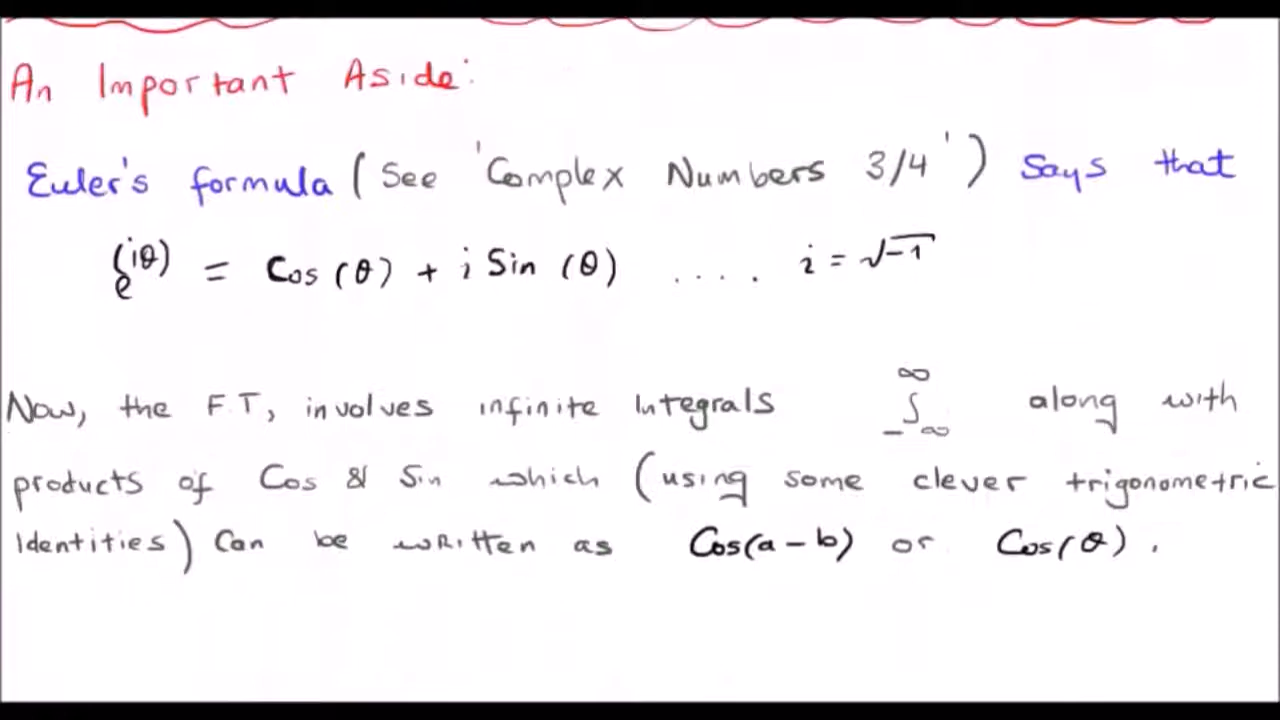 An Important Aside:
Euler's formula (See 'Complex Numbers 3/4') Says that
e^(iθ) = Cos(θ) + i Sin(θ) .... i = √-1
Now, the F.T, involves infinite Integrals ∫_{-∞}^{∞} along with
products of Cos & Sin which (using some clever trigonometric
Identities) Can be written as Cos(a-b) or Cos(θ).